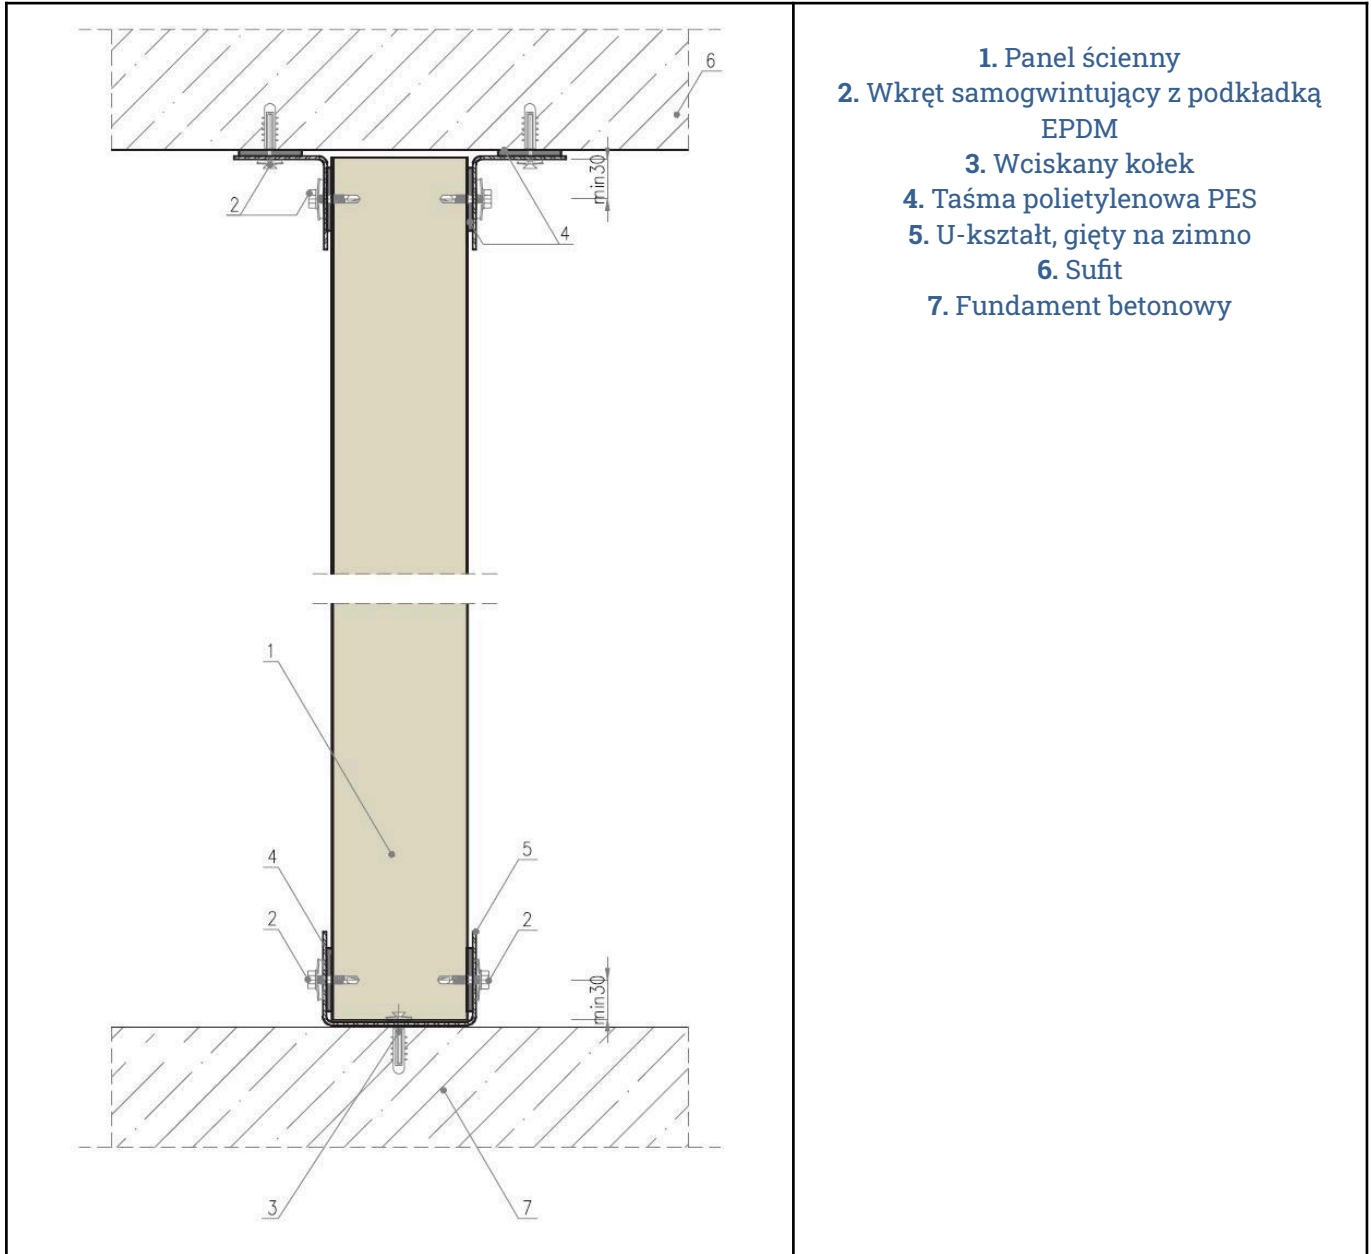 6
min30
2
4
1
4
5
2
2
min30
3
7
1. Panel ścienny
2. Wkręt samogwintujący z podkładką
EPDM
3. Wciskany kołek
4. Taśma polietylenowa PES
5. U-kształt, gięty na zimno
6. Sufit
7. Fundament betonowy